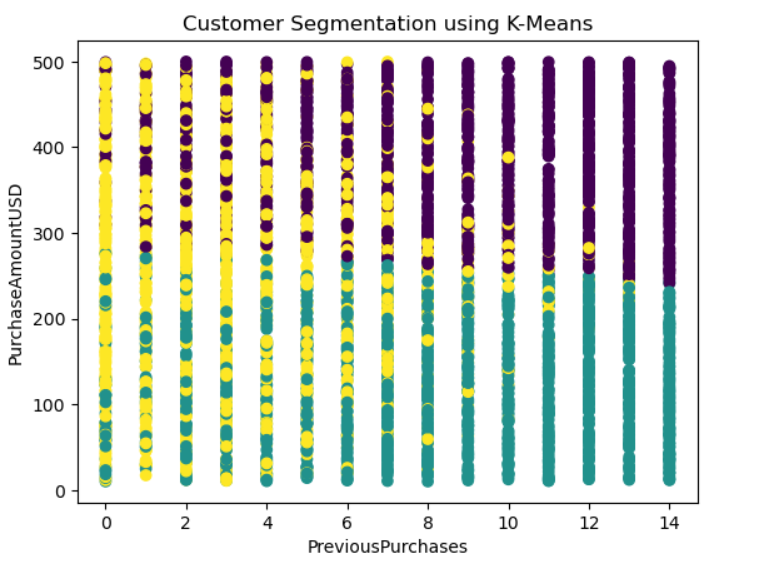 Customer Segmentation using K-Means
500
400
300
200
100
0
PurchaseAmountUSD
0 2 4 6 8 10 12 14
PreviousPurchases